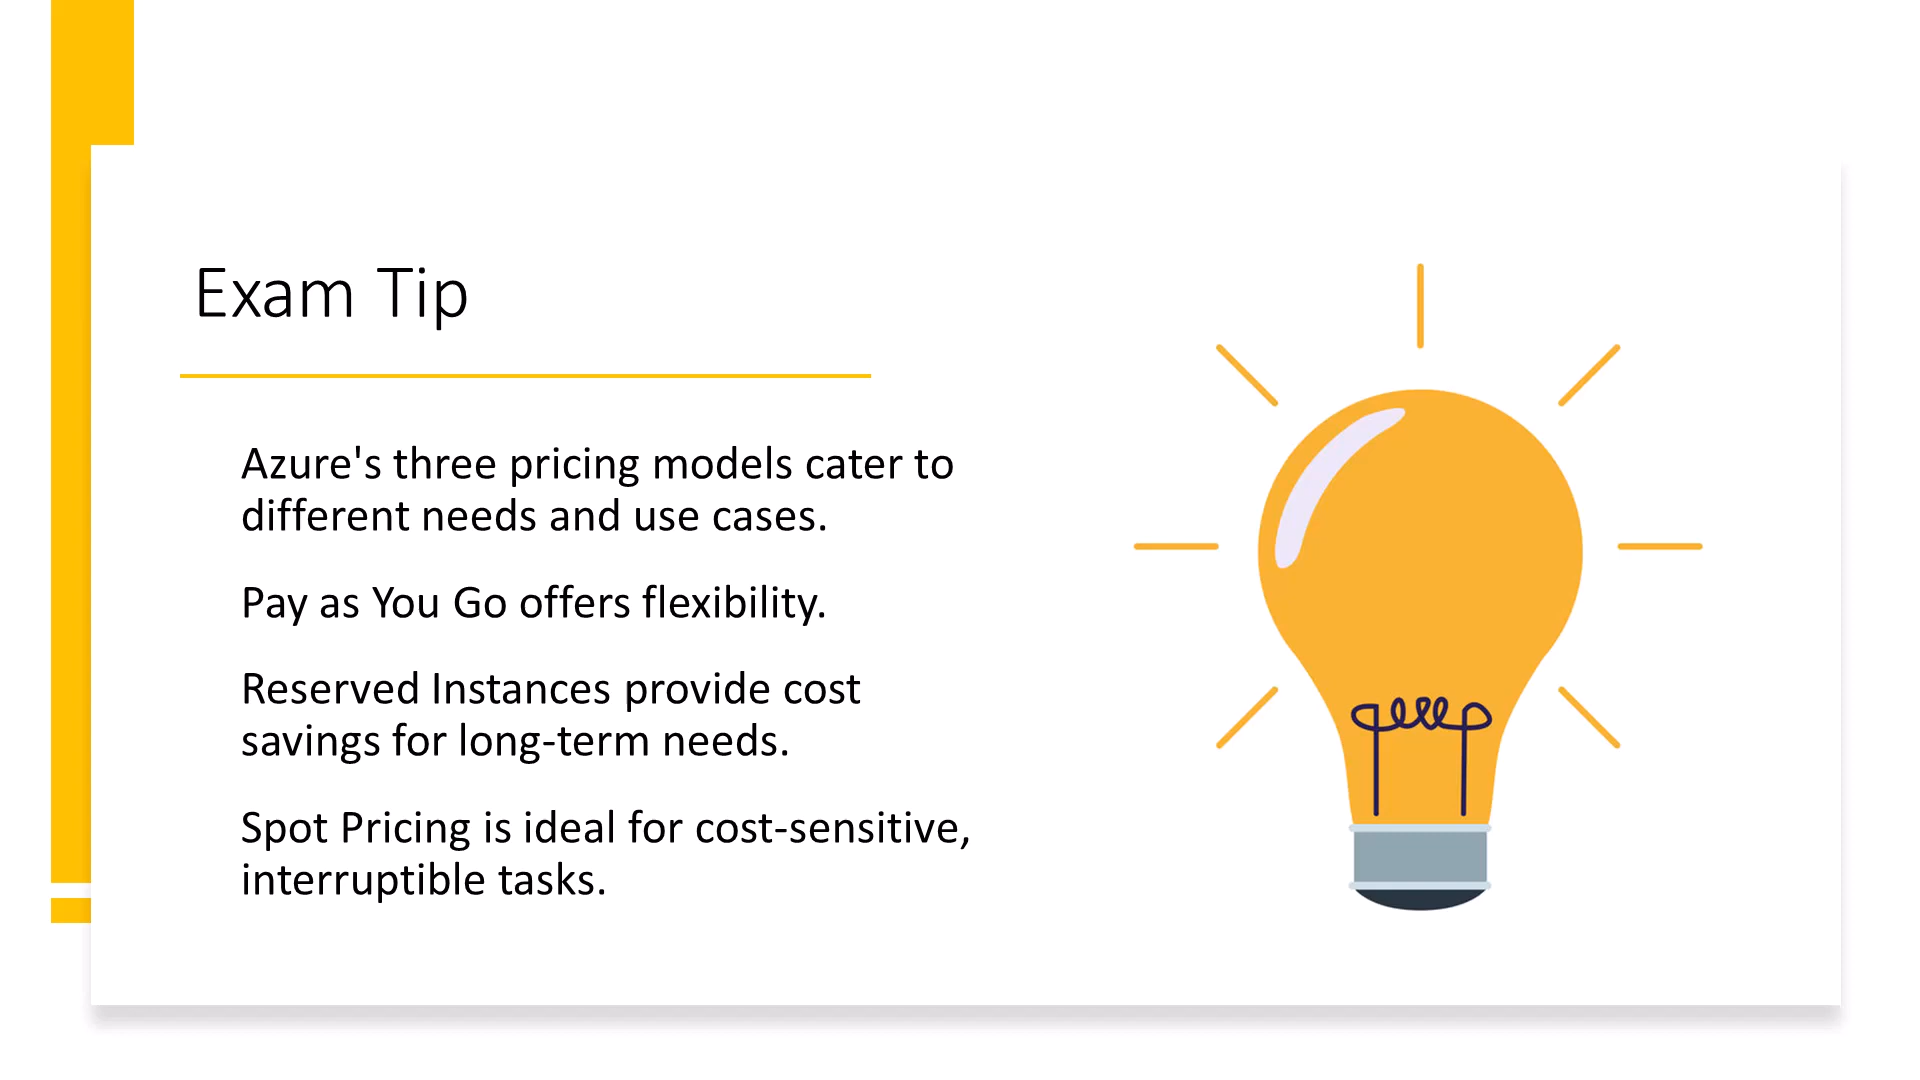 Exam Tip
Azure's three pricing models cater to
different needs and use cases.
Pay as You Go offers flexibility.
Reserved Instances provide cost
savings for long-term needs.
Spot Pricing is ideal for cost-sensitive,
interruptible tasks.